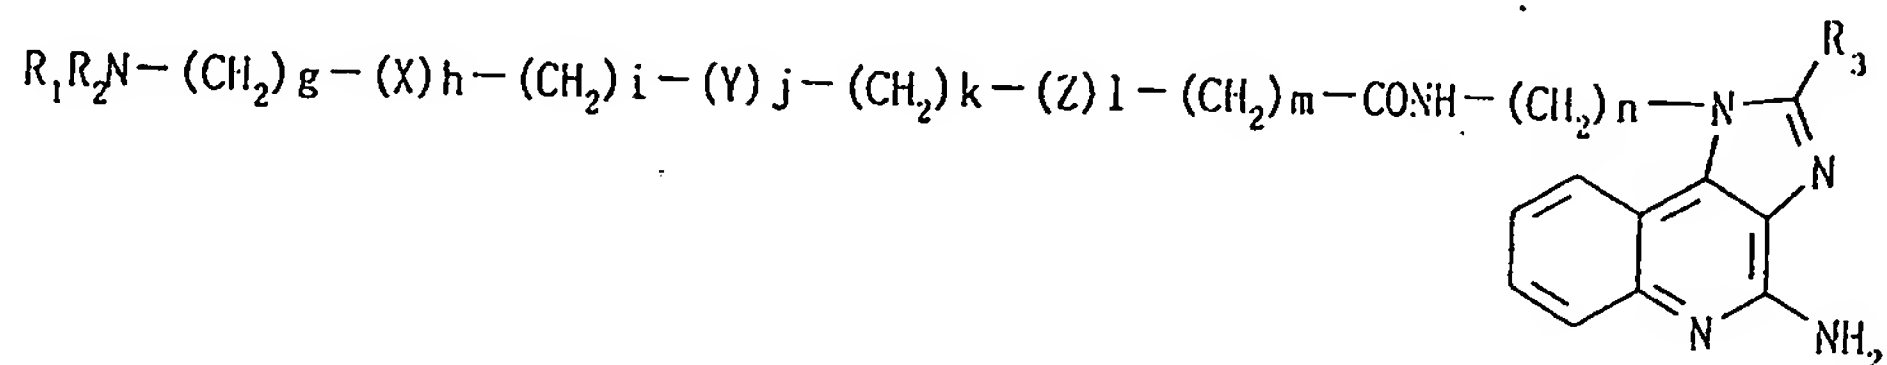 R₃
R₁R₂N—(CH₂)g—(X)h—(CH₂)i—(Y)j—(CH₂)k—(Z)l—(CH₂)m—CONH—(CH₂)n—N
N
N
NH₂